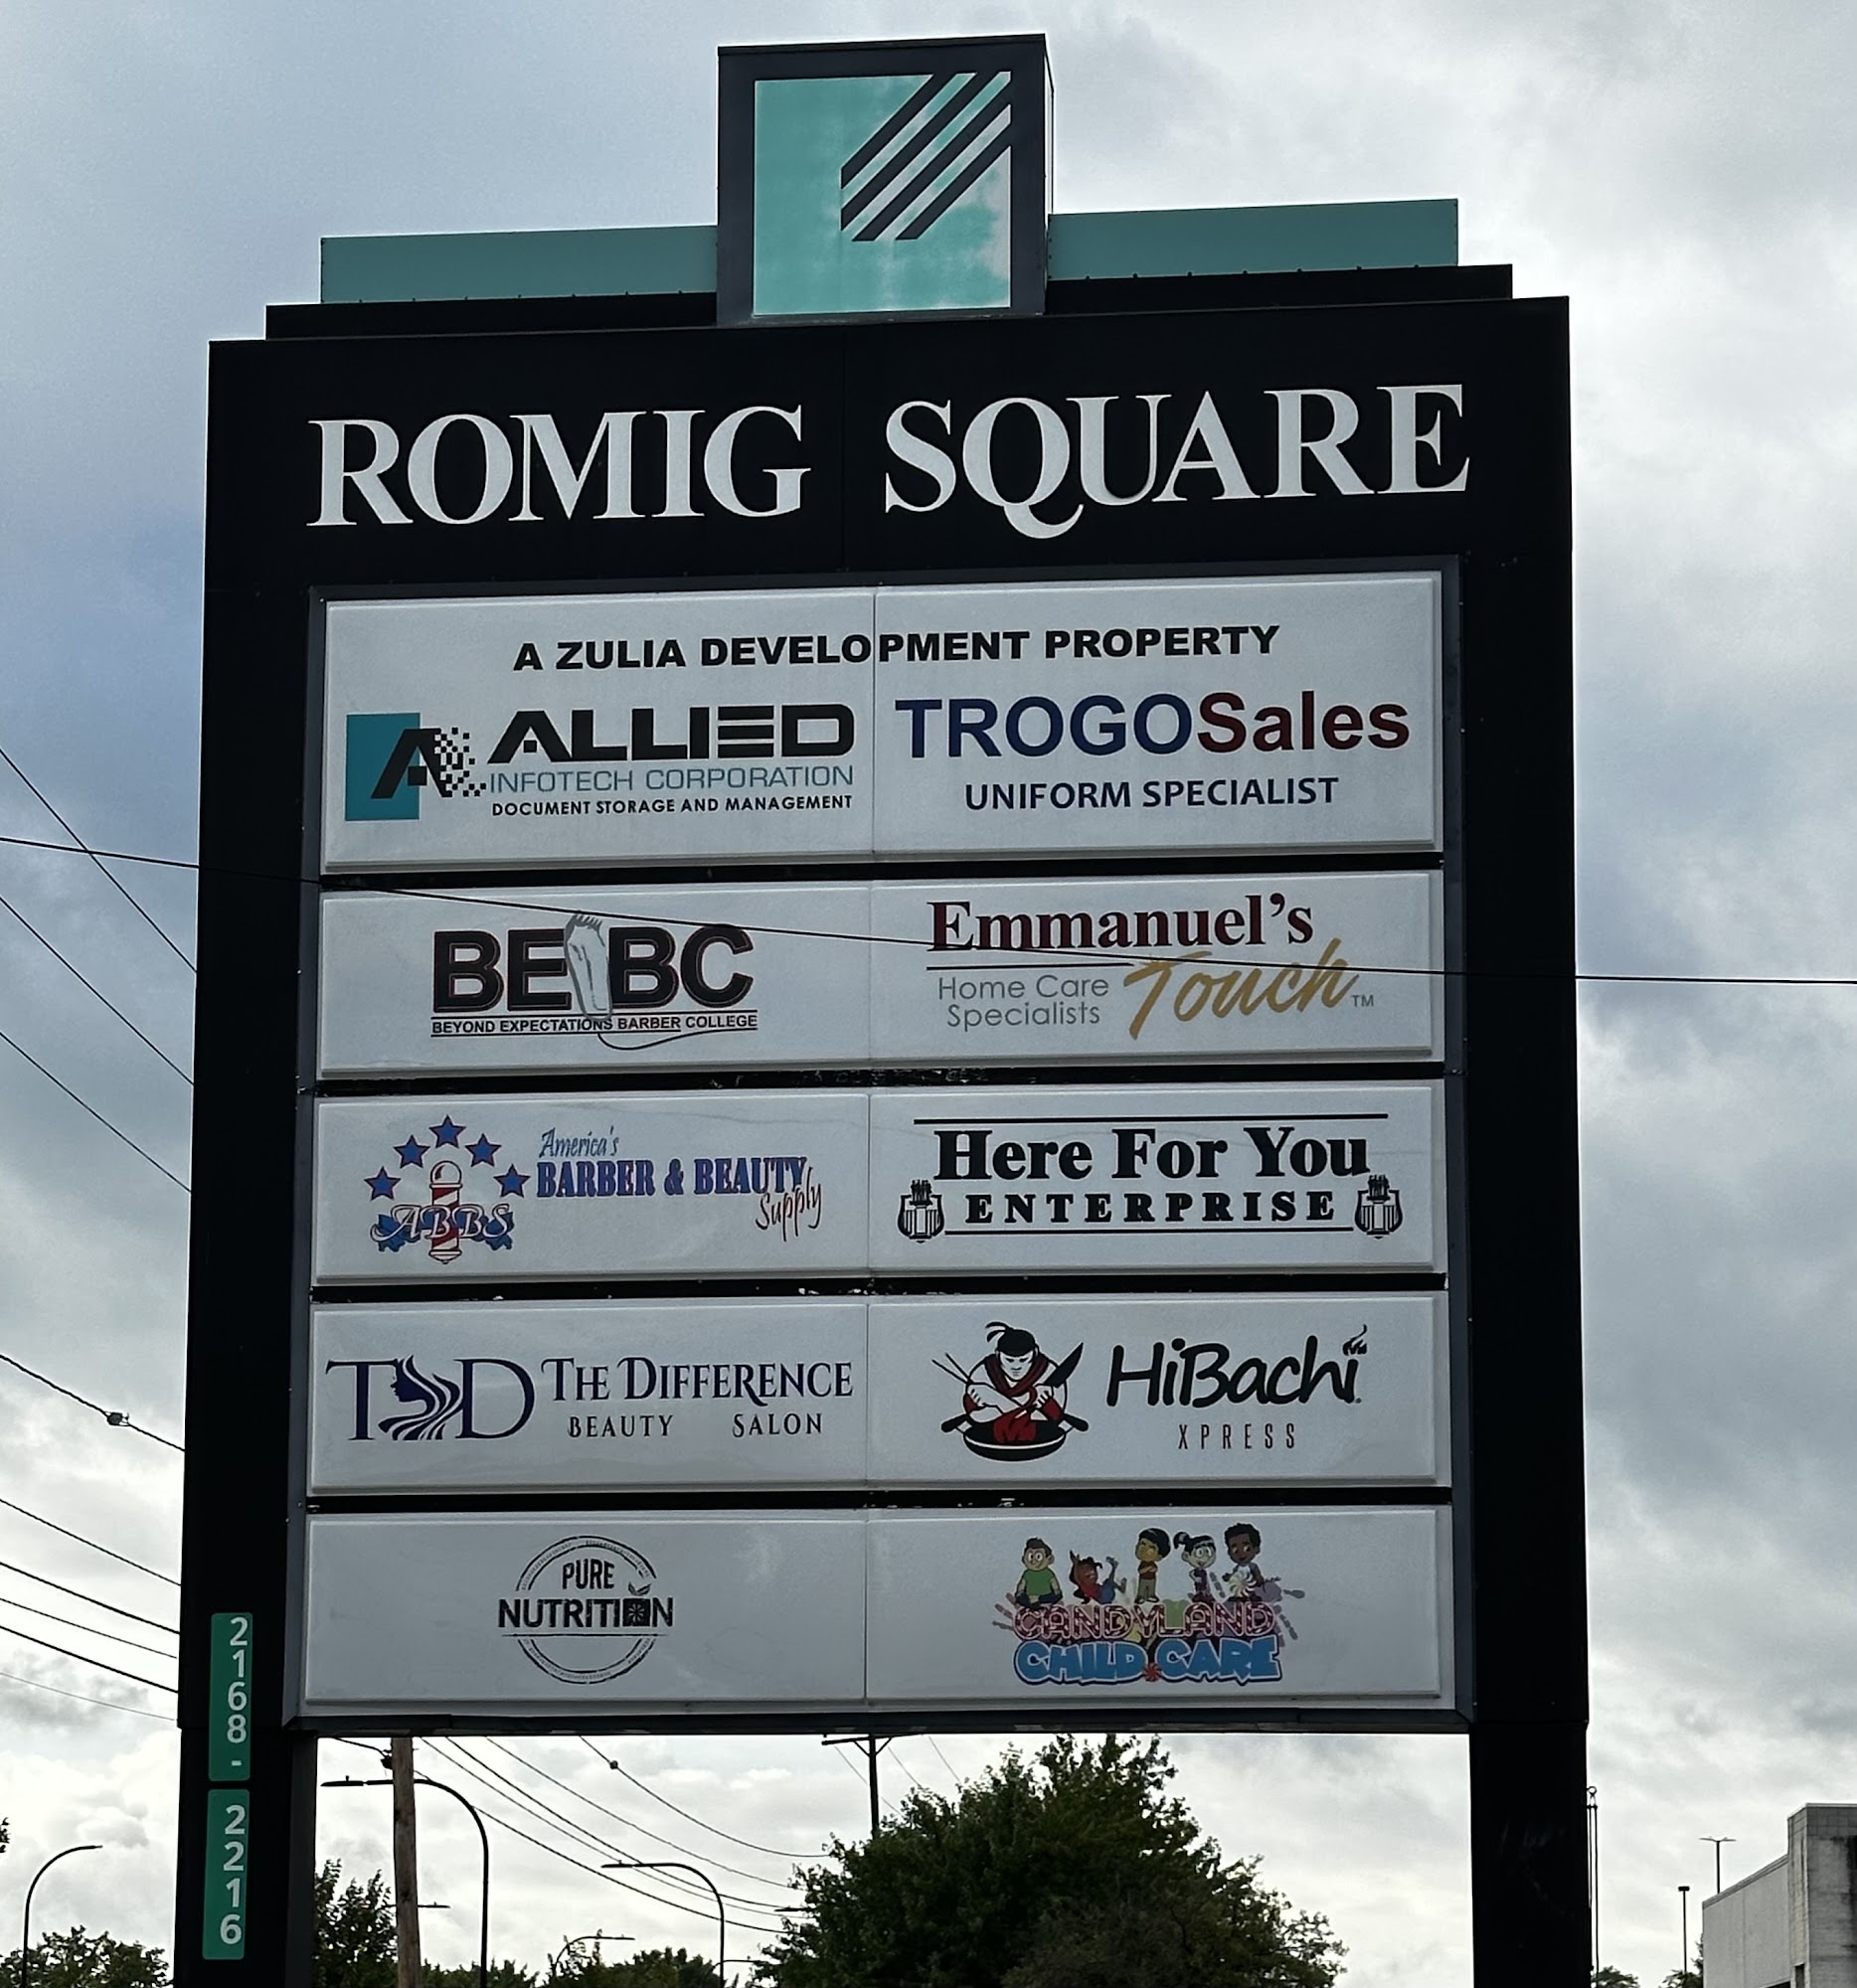 ROMIG SQUARE
A ZULIA DEVELOPMENT PROPERTY
A ALLIED
INFOTECH CORPORATION
DOCUMENT STORAGE AND MANAGEMENT
TROGOSales
UNIFORM SPECIALIST
BEBC
BEYOND EXPECTATIONS BARBER COLLEGE
Emmanuel's
Home Care
Specialists
Touch™
ABBS
America's
BARBER & BEAUTY
Supply
Here For You
ENTERPRISE
TD
THE DIFFERENCE
BEAUTY SALON
HiBachi
XPRESS
PURE
NUTRITION
CANDYLAND
CHILD CARE
2168-
2216